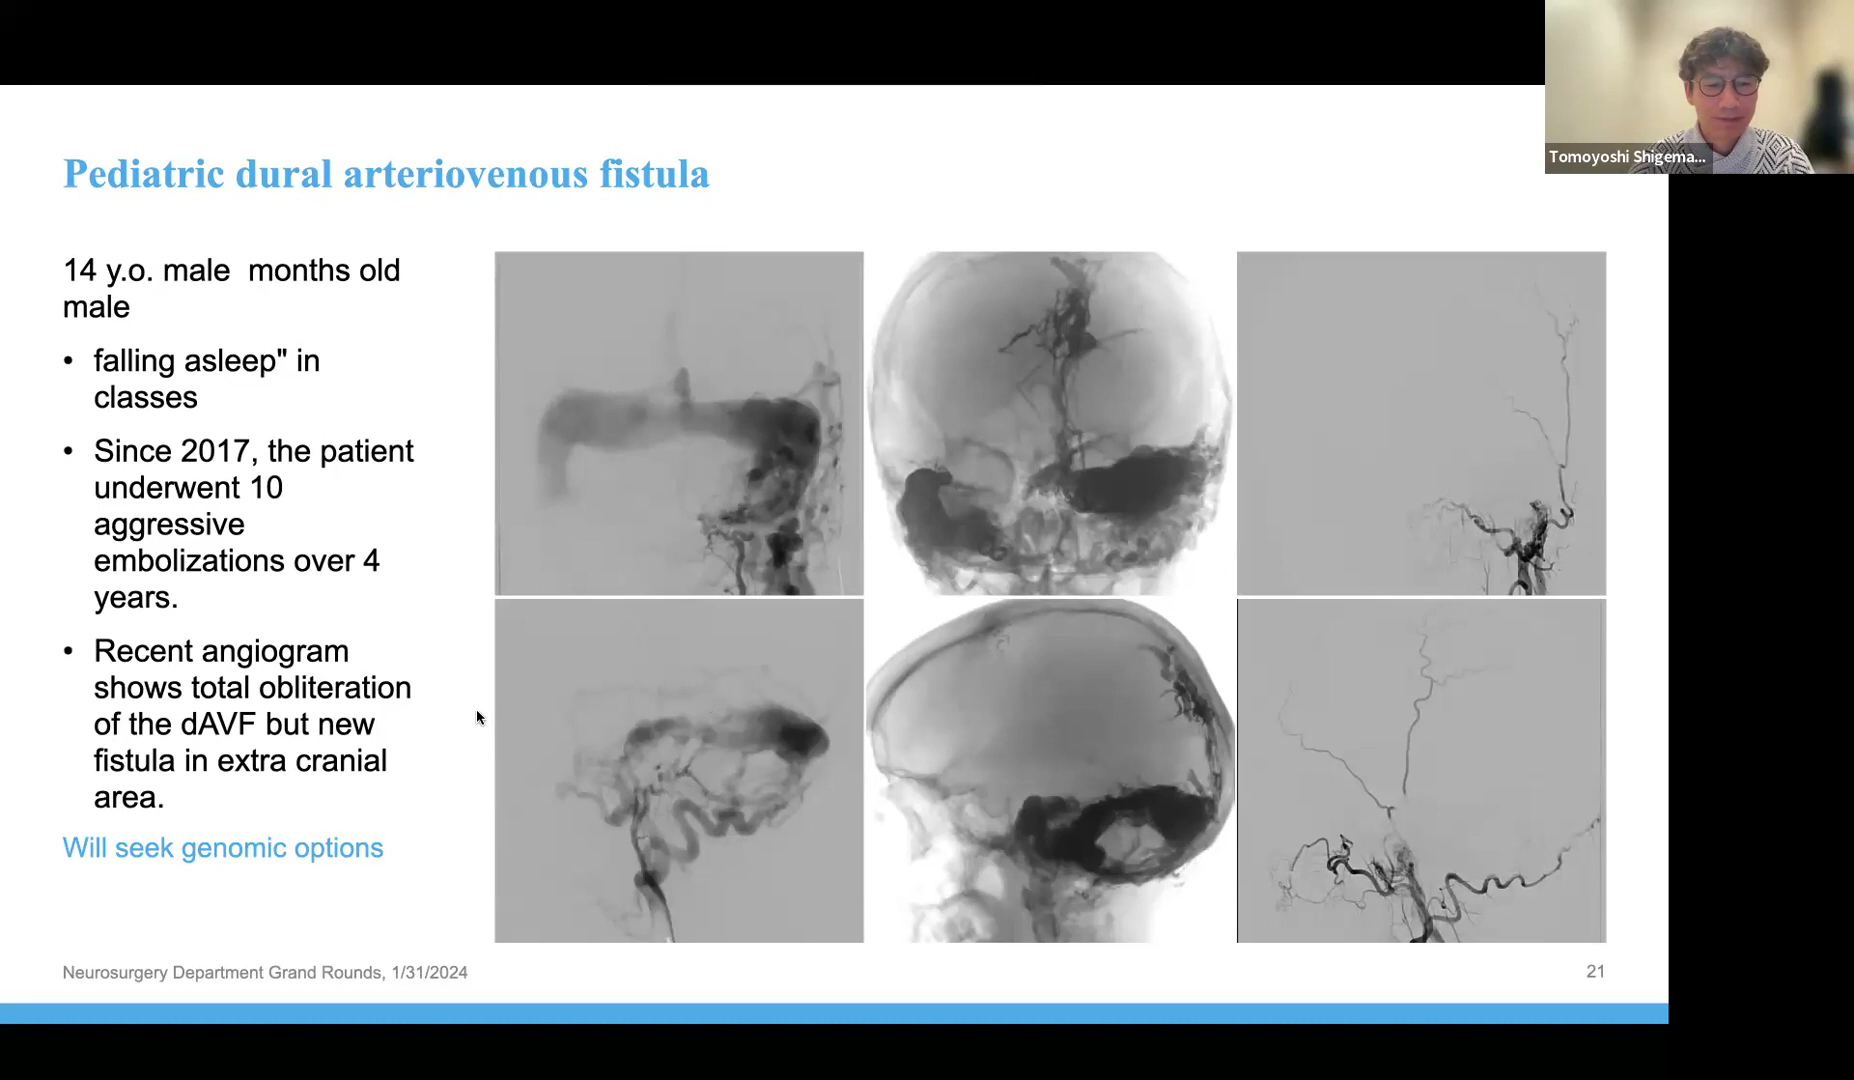 Tomoyoshi Shigema...
Pediatric dural arteriovenous fistula
14 y.o. male  months old
male
• falling asleep" in
classes
• Since 2017, the patient
underwent 10
aggressive
embolizations over 4
years.
• Recent angiogram
shows total obliteration
of the dAVF but new
fistula in extra cranial
area.
Will seek genomic options
Neurosurgery Department Grand Rounds, 1/31/2024
21